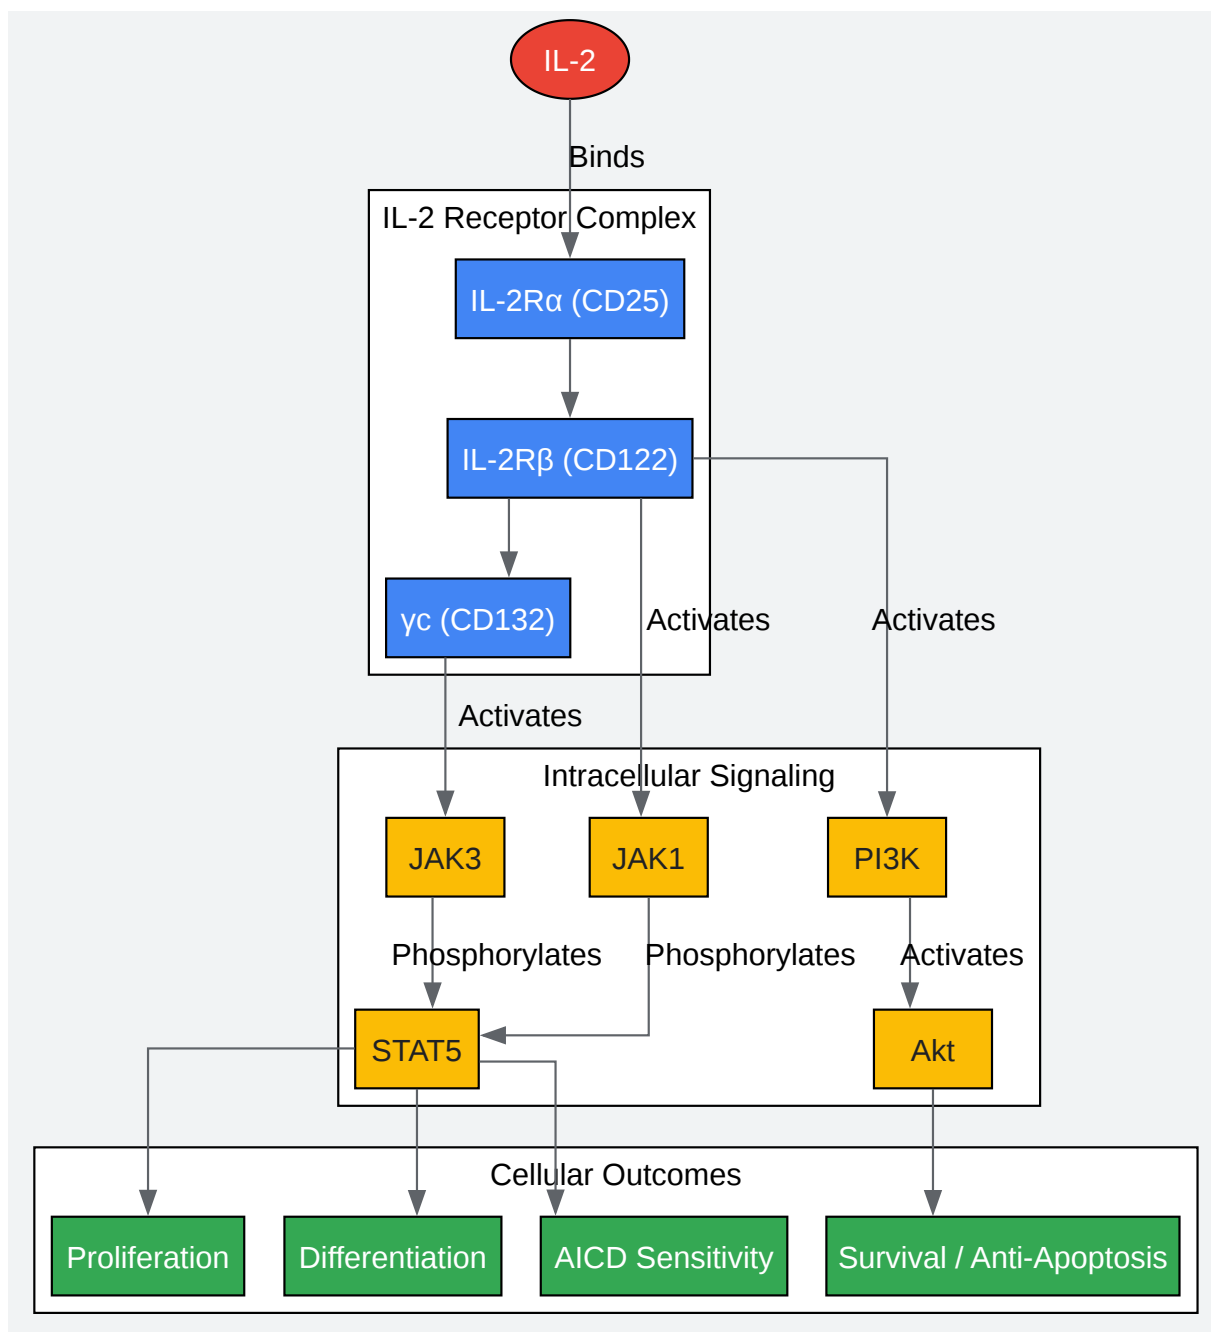 IL-2
Binds
IL-2 Receptor Complex
IL-2Rα (CD25)
IL-2Rβ (CD122)
γc (CD132)
Activates
Activates
Activates
Intracellular Signaling
JAK3
JAK1
PI3K
Phosphorylates
Phosphorylates
Activates
STAT5
Akt
Cellular Outcomes
Proliferation
Differentiation
AICD Sensitivity
Survival / Anti-Apoptosis